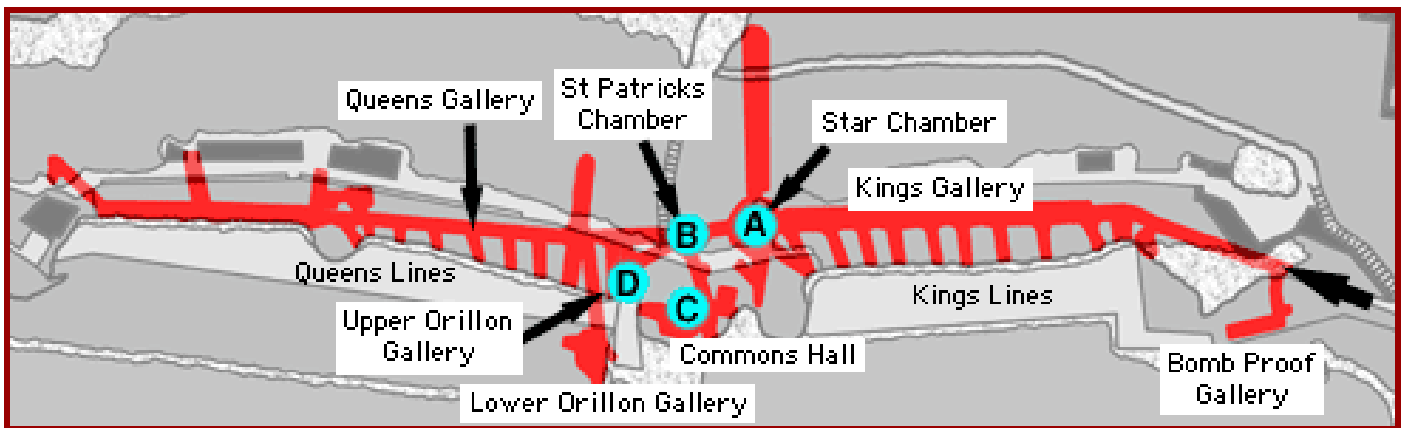 St Patricks
Chamber
Queens Gallery
Star Chamber
Kings Gallery
B
A
Queens Lines
D
C
Kings Lines
Upper Orillon
Gallery
Commons Hall
Bomb Proof
Gallery
Lower Orillon Gallery